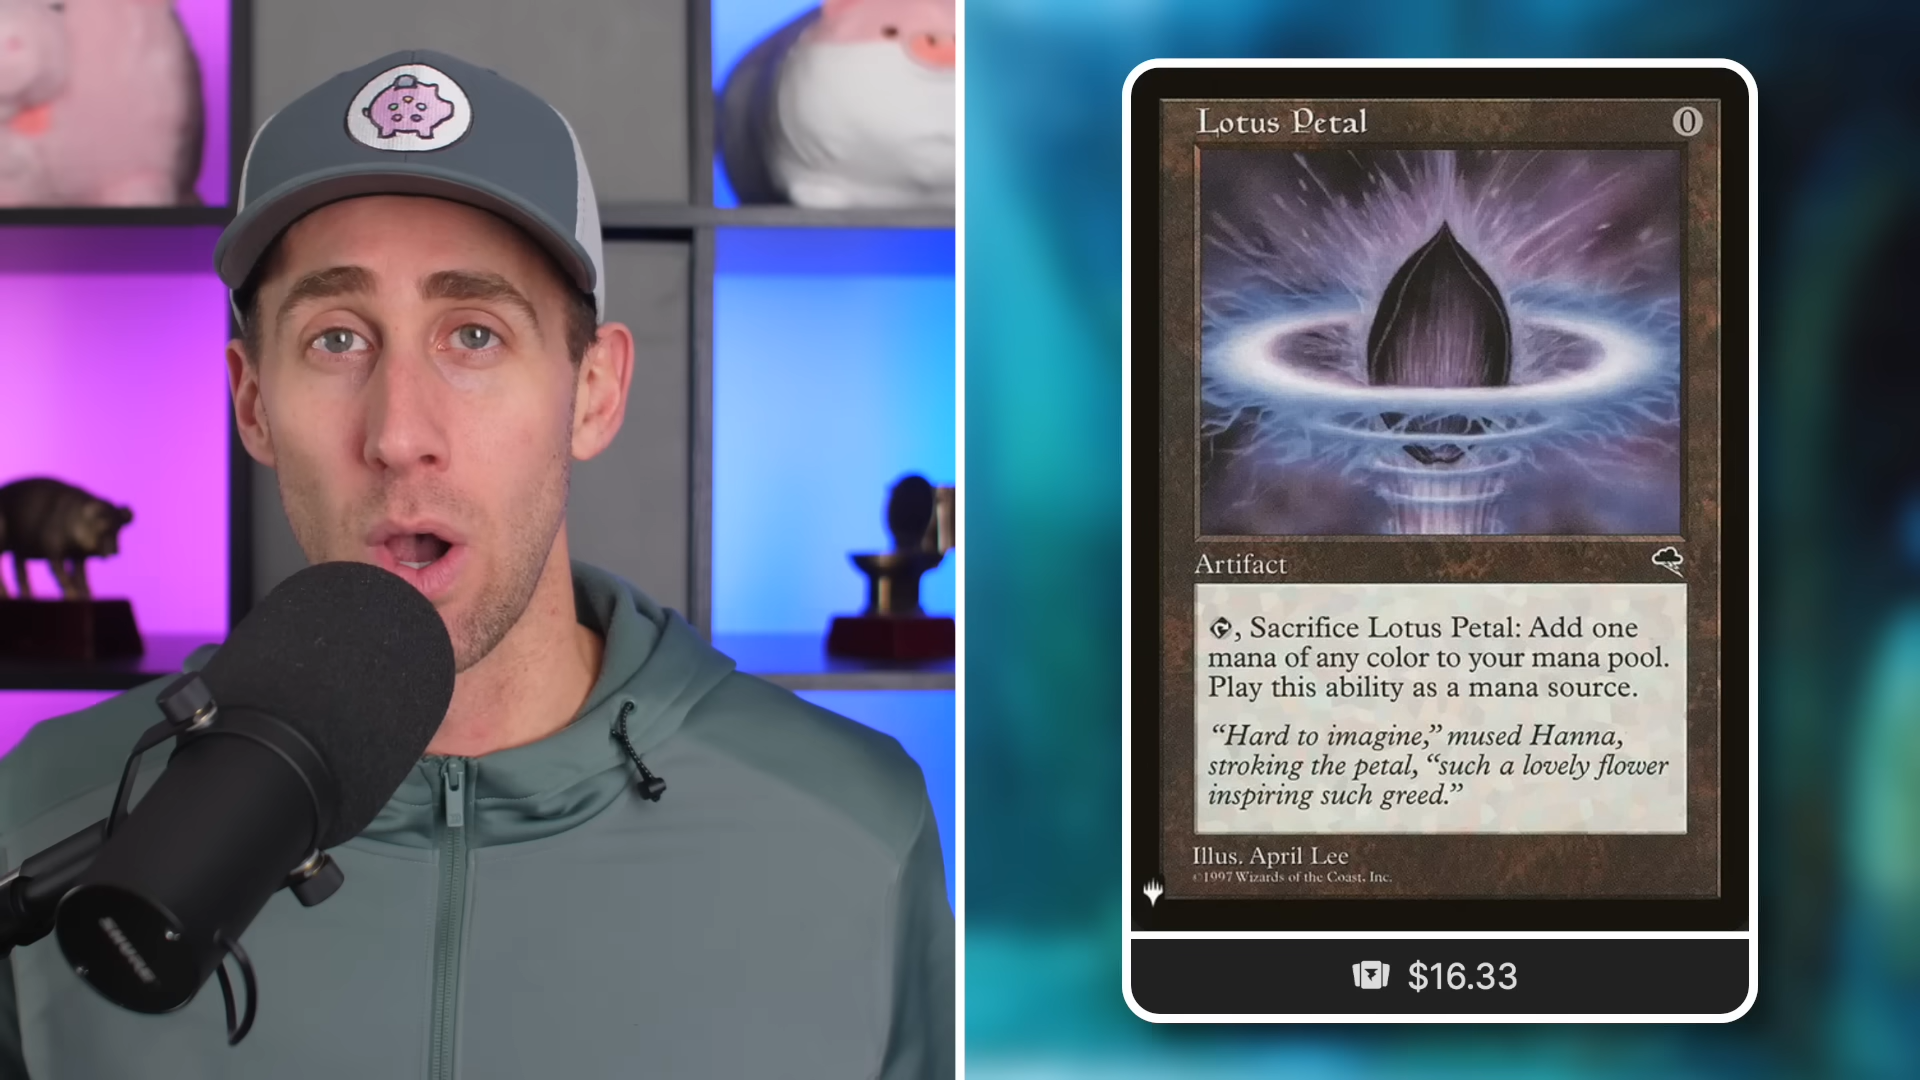 SHURE
Lotus Petal
0
Artifact
, Sacrifice Lotus Petal: Add one
mana of any color to your mana pool.
Play this ability as a mana source.
“Hard to imagine,” mused Hanna,
stroking the petal, “such a lovely flower
inspiring such greed.”
Illus. April Lee
©1997 Wizards of the Coast, Inc.
$16.33